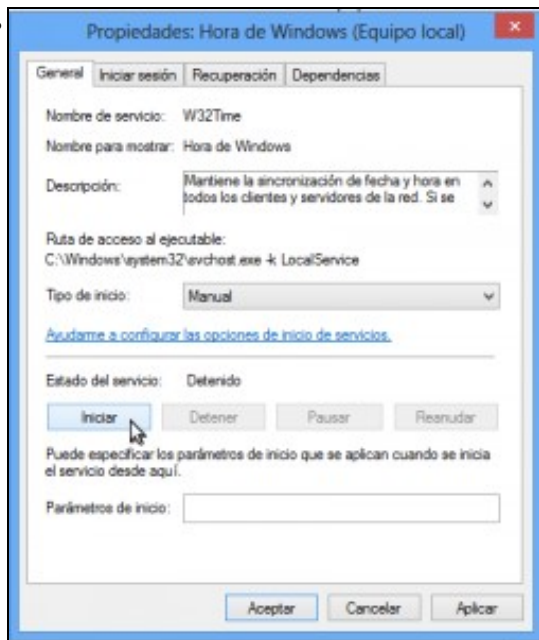 Propiedades: Hora de Windows (Equipo local)
General Iniciar sesión Recuperación Dependencias
Nombre de servicio: W32Time
Nombre para mostrar: Hora de Windows
Descripción: Mantiene la sincronización de fecha y hora en
todos los clientes y servidores de la red. Si se
Ruta de acceso al ejecutable:
C:\Windows\system32\svchost.exe -k LocalService
Tipo de inicio: Manual
Ayudarme a configurar las opciones de inicio de servicios.
Estado del servicio: Detenido
Iniciar Detener Pausar Reanudar
Puede especificar los parámetros de inicio que se aplican cuando se inicia
el servicio desde aquí.
Parámetros de inicio:
Aceptar Cancelar Aplicar